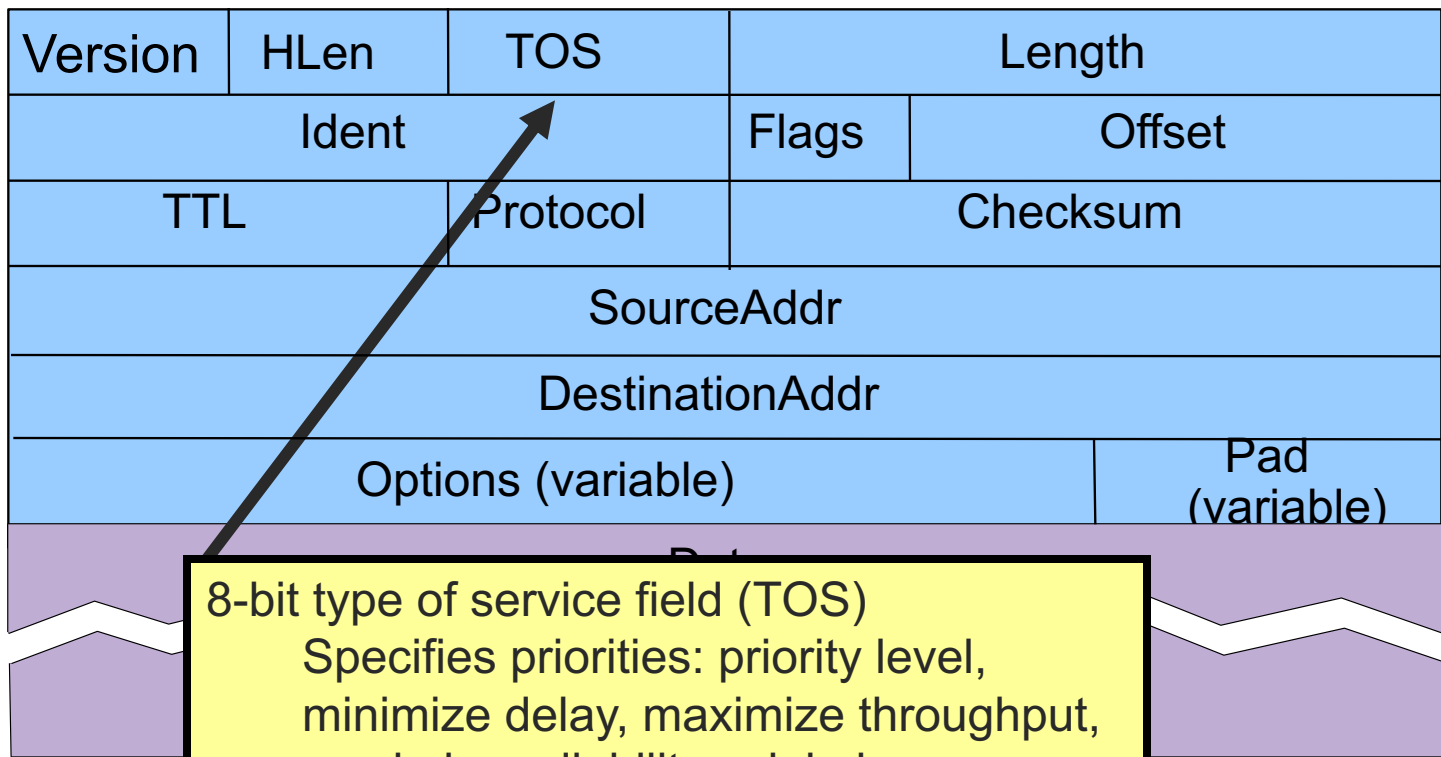 Version HLen TOS Length
Ident Flags Offset
TTL Protocol Checksum
SourceAddr
DestinationAddr
Options (variable) Pad (variable)
8-bit type of service field (TOS)
Specifies priorities: priority level,
minimize delay, maximize throughput,